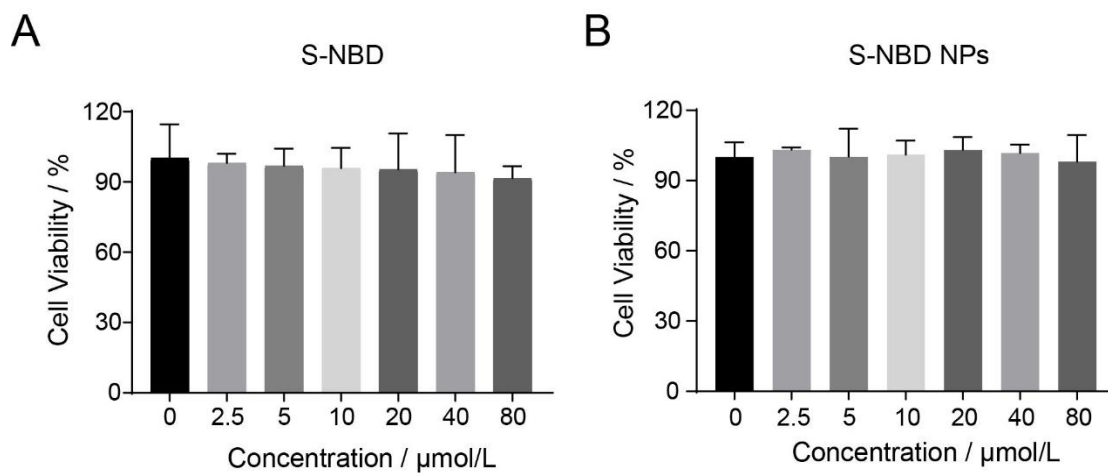 A
S-NBD
Cell Viability / %
120
90
60
30
0
0 2.5 5 10 20 40 80
Concentration / μmol/L
B
S-NBD NPs
Cell Viability / %
120
90
60
30
0
0 2.5 5 10 20 40 80
Concentration / μmol/L